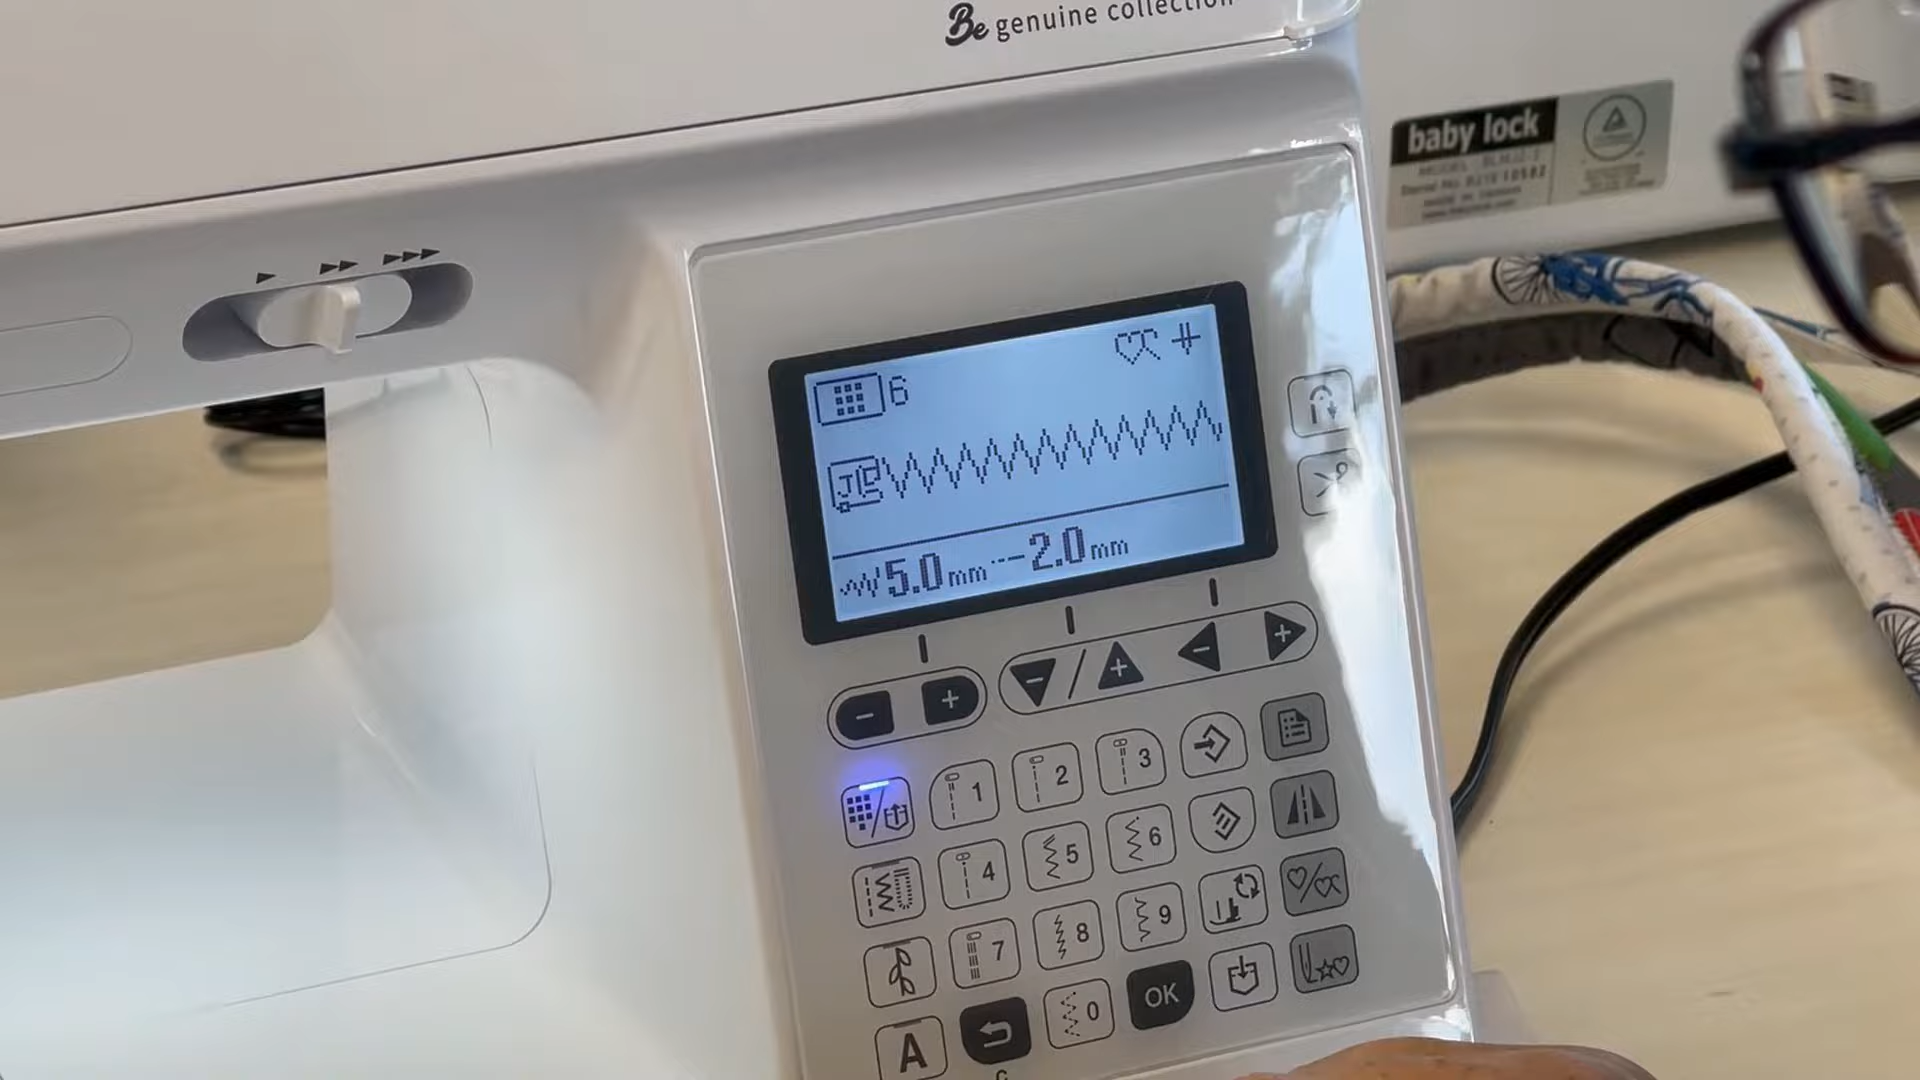 Be genuine collection
baby lock
6
J
5.0mm 2.0mm
- +
- / + - +
1 2 3
4 5 6
7 8 9
A 0 OK